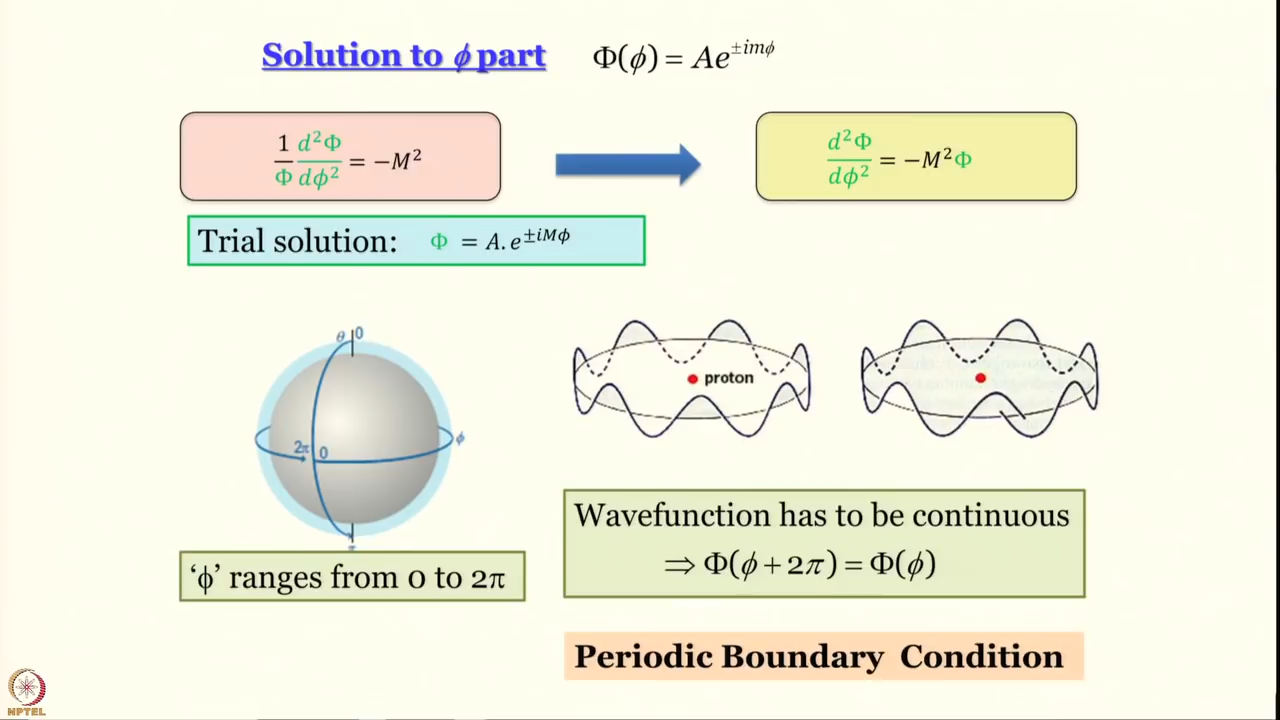 Solution to ϕ part Φ(ϕ) = Ae^{±imϕ}
1/Φ d²Φ/dϕ² = −M²
d²Φ/dϕ² = −M²Φ
Trial solution: Φ = A.e^{±iMϕ}
θ 0
2π 0 ϕ
π
proton
'ϕ' ranges from 0 to 2π
Wavefunction has to be continuous
⇒ Φ(ϕ + 2π) = Φ(ϕ)
Periodic Boundary Condition
NPTEL